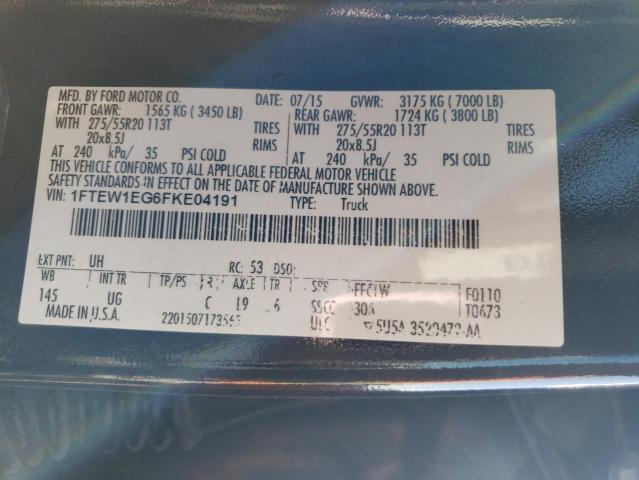 MFD. BY FORD MOTOR CO. DATE: 07/15 GVWR: 3175 KG ( 7000 LB)
FRONT GAWR: 1565 KG ( 3450 LB) REAR GAWR: 1724 KG ( 3800 LB)
WITH 275/55R20 113T TIRES WITH 275/55R20 113T TIRES
20x8.5J RIMS 20x8.5J RIMS
AT 240 kPa/ 35 PSI COLD AT 240 kPa/ 35 PSI COLD
THIS VEHICLE CONFORMS TO ALL APPLICABLE FEDERAL MOTOR VEHICLE
SAFETY STANDARDS IN EFFECT ON THE DATE OF MANUFACTURE SHOWN ABOVE.
VIN: 1FTEW1EG6FKE04191 TYPE: Truck
EXT PNT: UH RC: 53 DSO:
WB INT TR TP/PS R AXLE TR SPR F0110
145 UG C 19 6 30A T0673
MADE IN U.S.A.